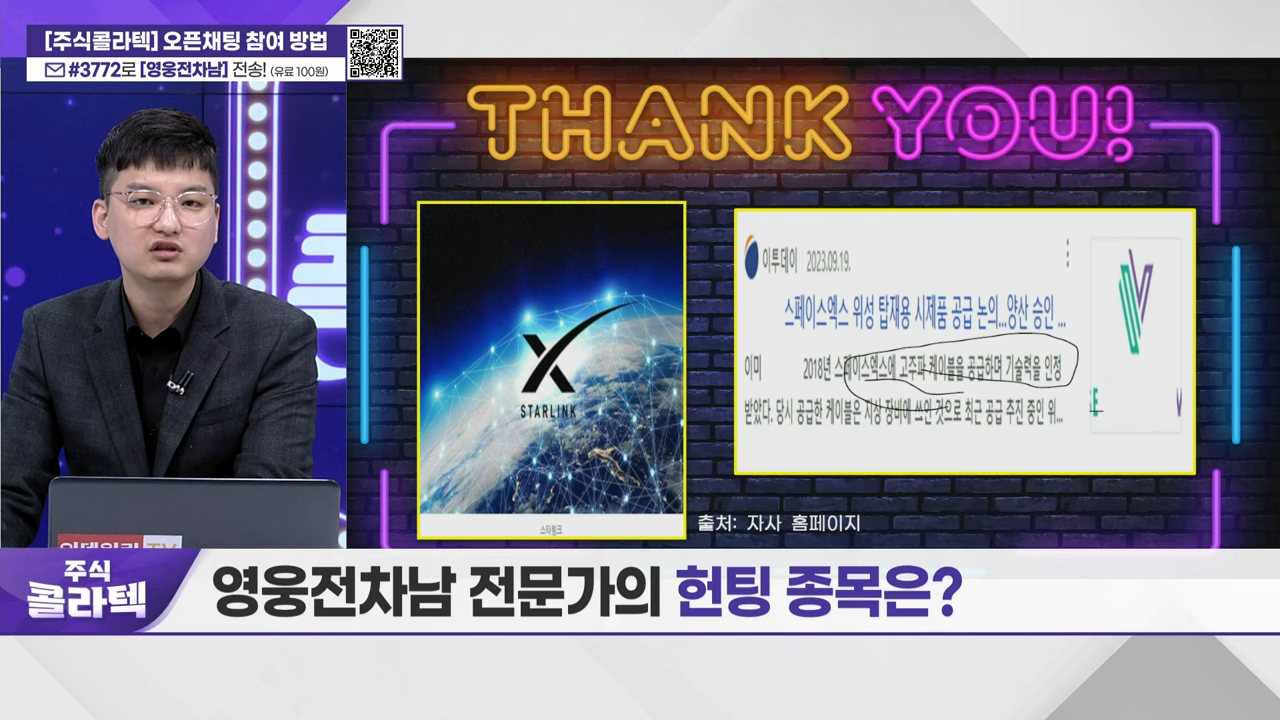 [주식콜라텍] 오픈채팅 참여 방법
#3772로 [영웅전차남] 전송! (유료 100원)
THANK YOU!
이투데이 2023.09.19.
스페이스엑스 위성 탑재용 시제품 공급 논의...양산 승인 ...
이미 2018년 스페이스엑스에 고주파 케이블을 공급하며 기술력을 인정
받았다. 당시 공급한 케이블은 지상 장비에 쓰인 것으로 최근 공급 추진 중인 위...
STARLINK
스타링크
출처: 자사 홈페이지
이데일리 TV
주식
콜라텍
영웅전차남 전문가의 헌팅 종목은?